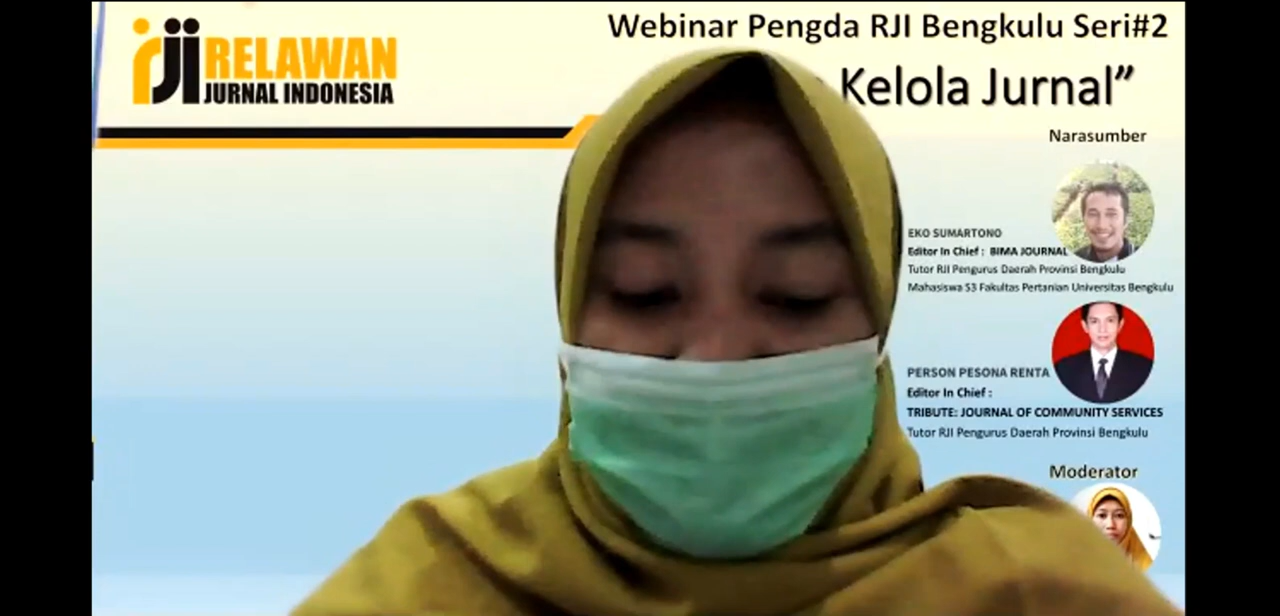 rji RELAWAN
JURNAL INDONESIA
Webinar Pengda RJI Bengkulu Seri#2
Kelola Jurnal”
Narasumber
EKO SUMARTONO
Editor In Chief : BIMA JOURNAL
Tutor RJI Pengurus Daerah Provinsi Bengkulu
Mahasiswa S3 Fakultas Pertanian Universitas Bengkulu
PERSON PESONA RENTA
Editor In Chief :
TRIBUTE: JOURNAL OF COMMUNITY SERVICES
Tutor RJI Pengurus Daerah Provinsi Bengkulu
Moderator